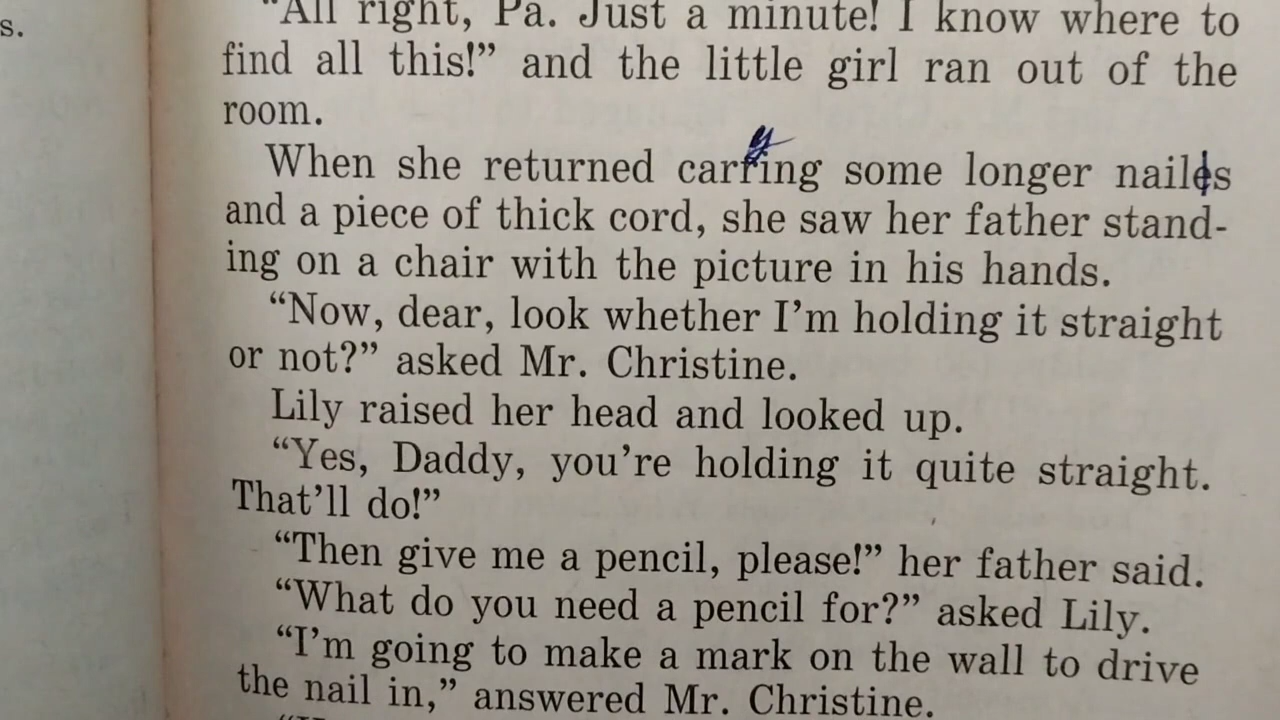 s.
“All right, Pa. Just a minute! I know where to
find all this!” and the little girl ran out of the
room.
When she returned carrying some longer nails
and a piece of thick cord, she saw her father stand-
ing on a chair with the picture in his hands.
“Now, dear, look whether I’m holding it straight
or not?” asked Mr. Christine.
Lily raised her head and looked up.
“Yes, Daddy, you’re holding it quite straight.
That’ll do!”
“Then give me a pencil, please!” her father said.
“What do you need a pencil for?” asked Lily.
“I’m going to make a mark on the wall to drive
the nail in,” answered Mr. Christine.